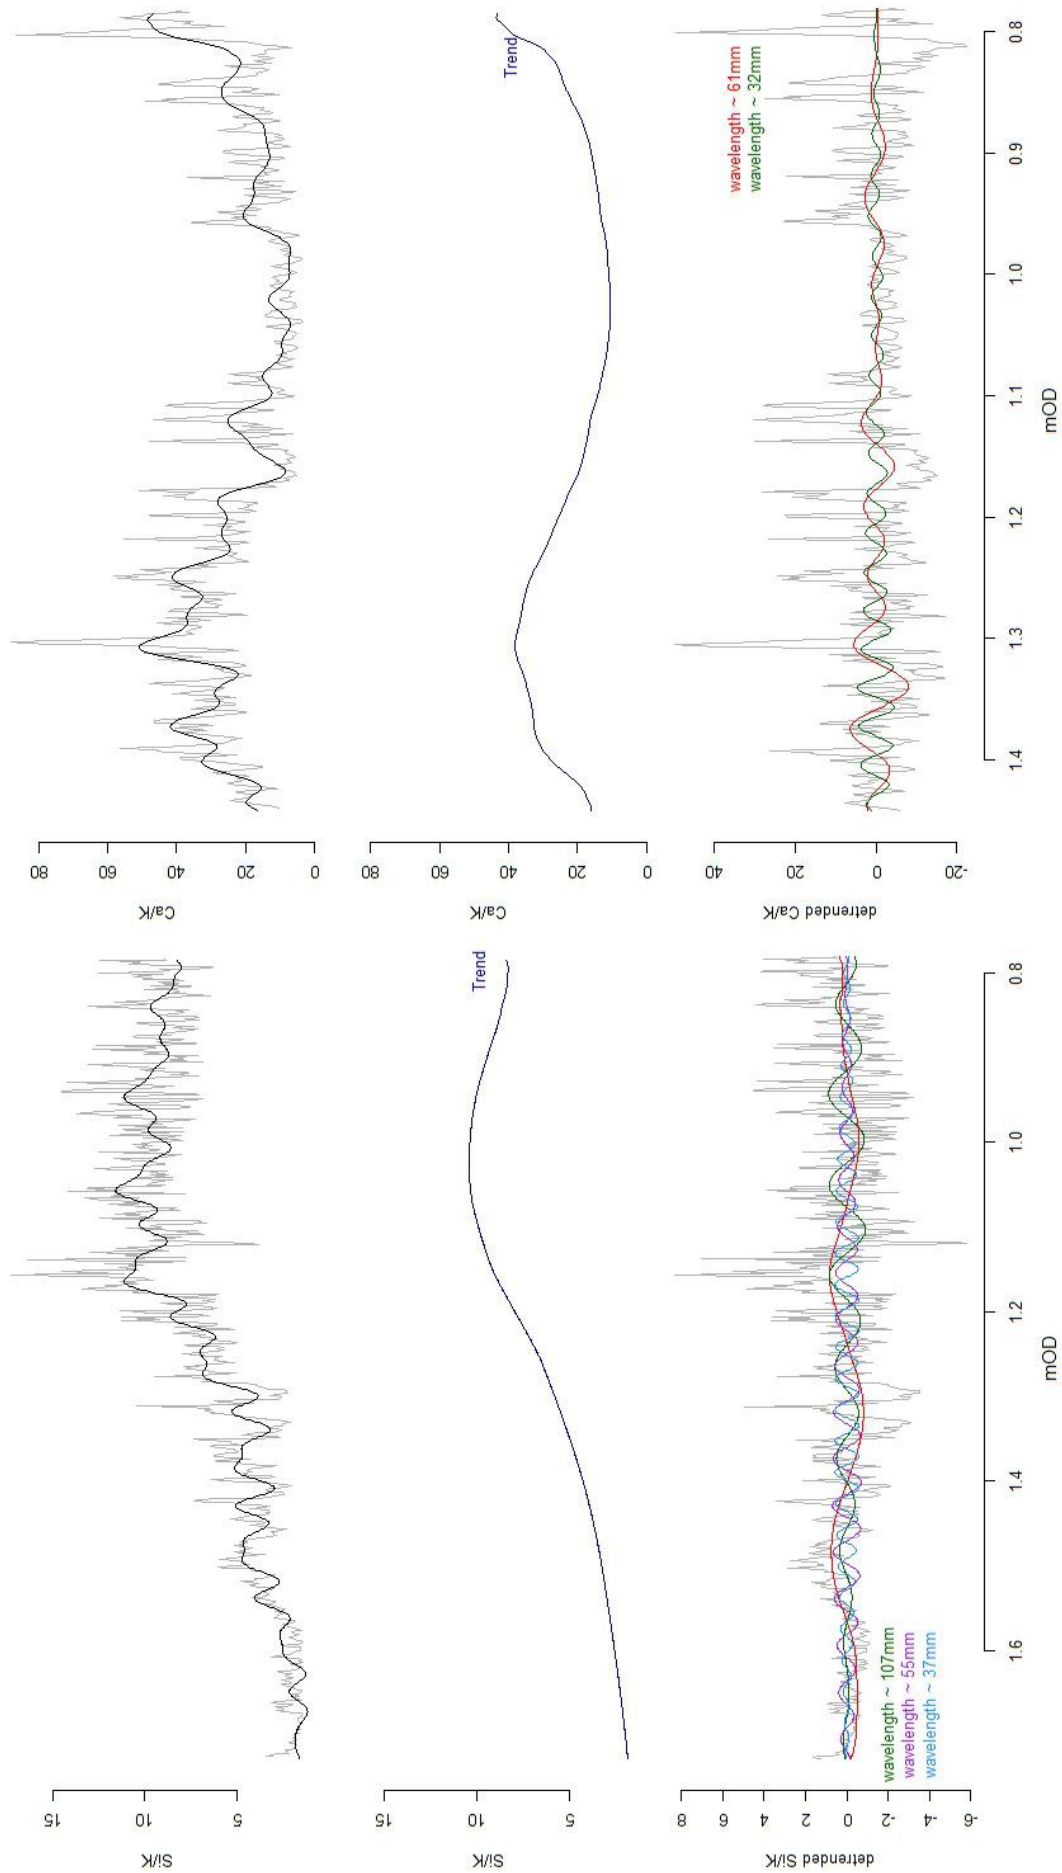 Si/K
15
10
5
Si/K
10
5
Trend
detrended Si/K
8
6
4
2
0
-2
-4
-6
wavelength ~ 107mm
wavelength ~ 55mm
wavelength ~ 37mm
1.6 1.4 1.2 1.0 0.8
mOD
Ca/K
80
60
40
20
0
Ca/K
80
60
40
20
0
Trend
detrended Ca/K
40
20
0
-20
wavelength ~ 61mm
wavelength ~ 32mm
1.4 1.3 1.2 1.1 1.0 0.9 0.8
mOD